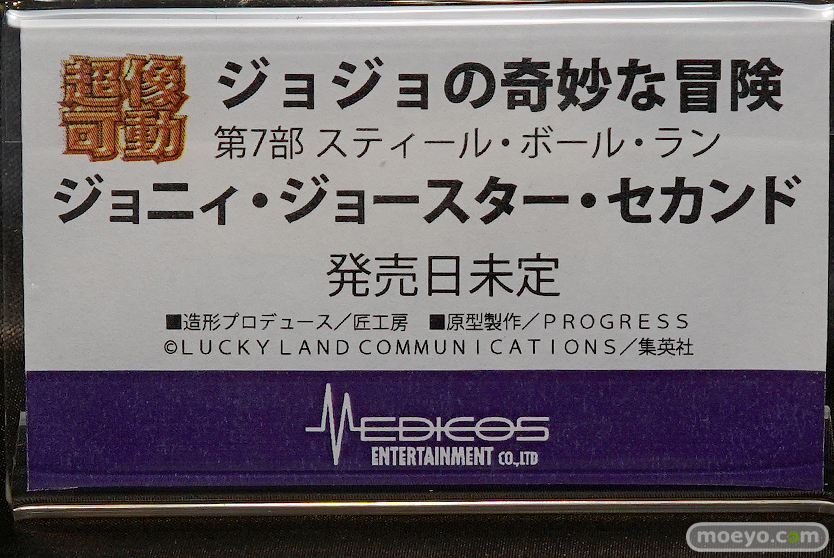 超像
可動
ジョジョの奇妙な冒険
第7部 スティール・ボール・ラン
ジョニィ・ジョースター・セカンド
発売日未定
■造形プロデュース／匠工房 ■原型製作／ＰＲＯＧＲＥＳＳ
©ＬＵＣＫＹ ＬＡＮＤ ＣＯＭＭＵＮＩＣＡＴＩＯＮＳ／集英社
MEDICOS
ENTERTAINMENT CO.,LTD
moeyo.com